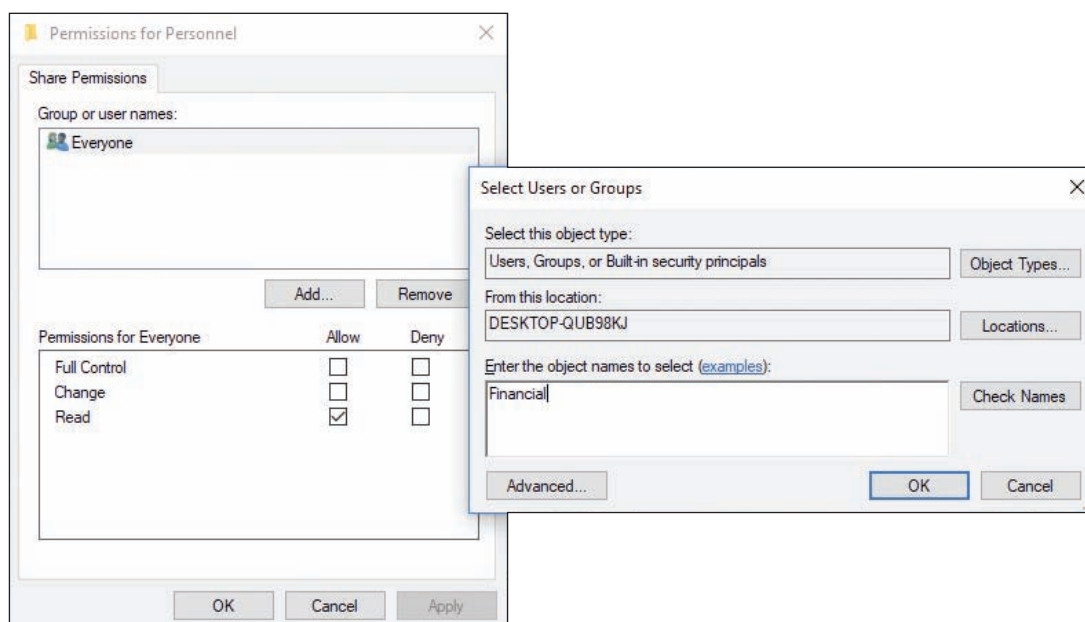 Permissions for Personnel
Share Permissions
Group or user names:
Everyone
Add... Remove
Permissions for Everyone Allow Deny
Full Control
Change
Read
OK Cancel Apply
Select Users or Groups
Select this object type:
Users, Groups, or Built-in security principals Object Types...
From this location:
DESKTOP-QUB98KJ Locations...
Enter the object names to select (examples):
Financial Check Names
Advanced... OK Cancel